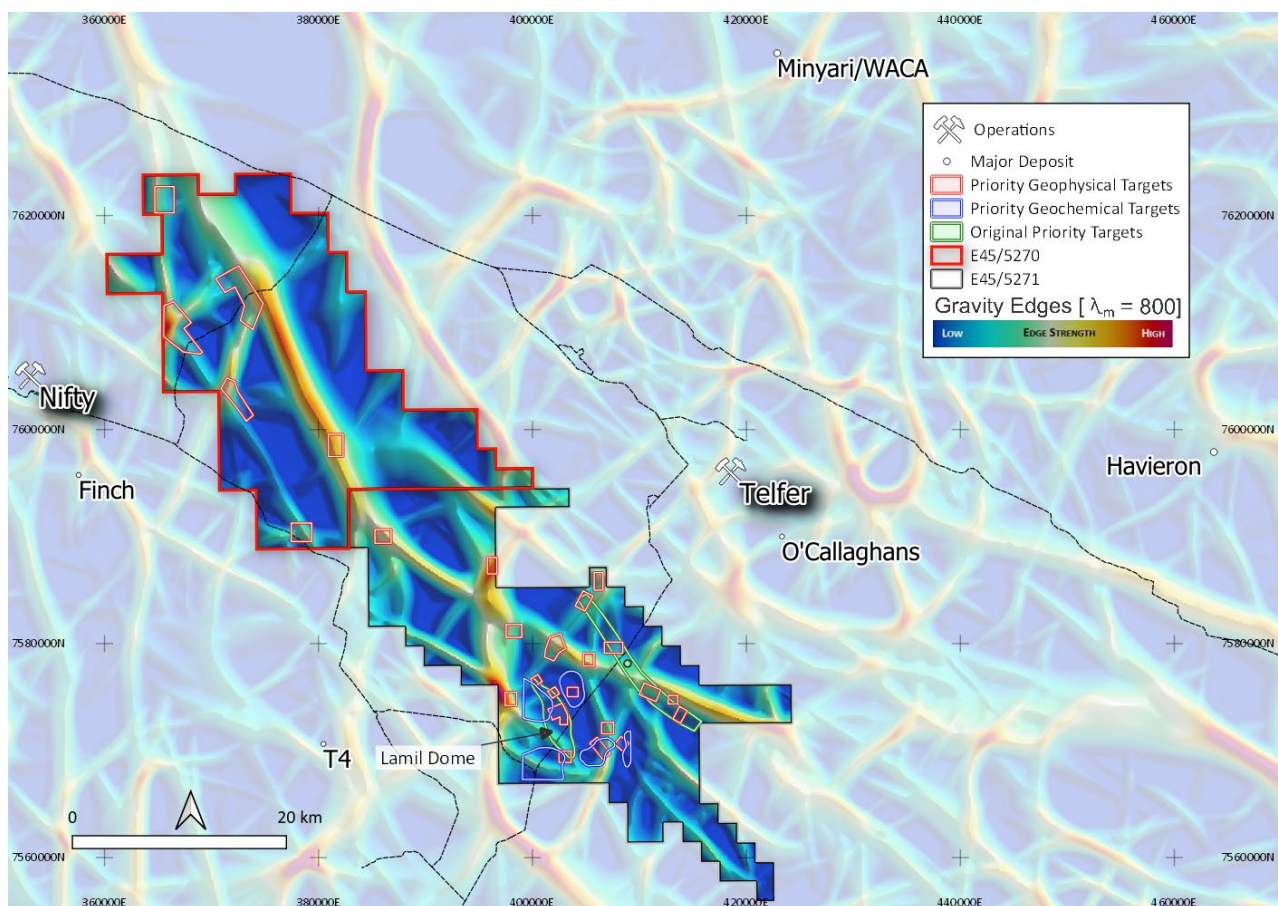 360000E
380000E
400000E
420000E
440000E
460000E
Minyari/WACA
Operations
Major Deposit
Priority Geophysical Targets
Priority Geochemical Targets
Original Priority Targets
E45/5270
E45/5271
Gravity Edges [ λm = 800]
LOW EDGE STRENGTH HIGH
7620000N
7620000N
Nifty
7600000N
7600000N
Havieron
Finch
Telfer
O'Callaghans
7580000N
7580000N
Lamil Dome
T4
0 20 km
7560000N
7560000N
360000E
380000E
400000E
420000E
440000E
460000E